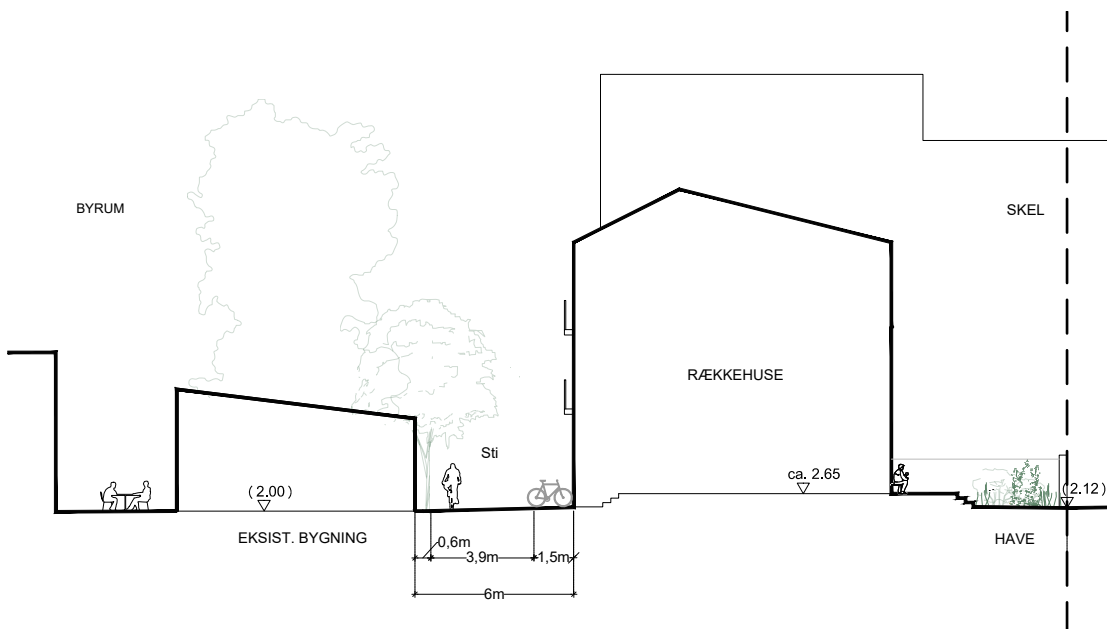 BYRUM
SKEL
RÆKKEHUSE
Sti
ca. 2.65
(2.00)
(2.12)
EKSIST. BYGNING
HAVE
0,6m
3,9m
1,5m
6m